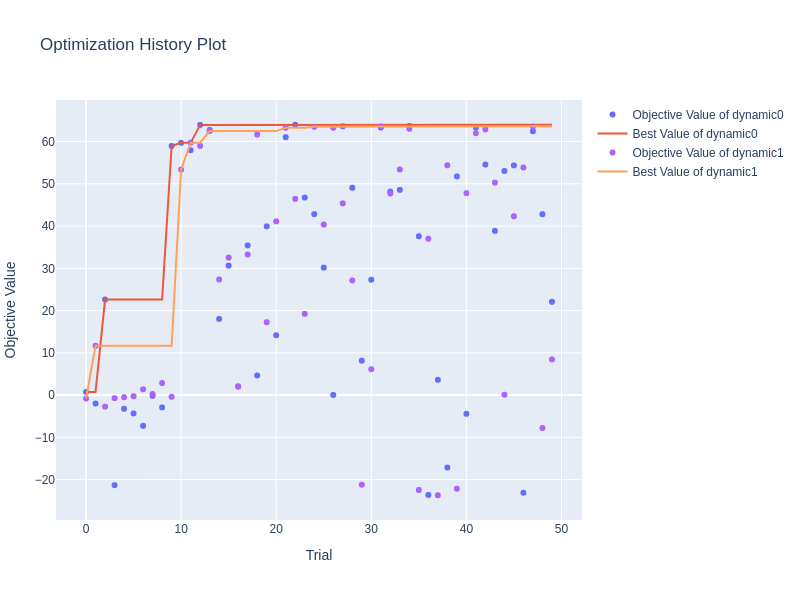 Optimization History Plot
Objective Value of dynamic0
Best Value of dynamic0
Objective Value of dynamic1
Best Value of dynamic1
60
50
40
30
20
10
0
−10
−20
Objective Value
0
10
20
30
40
50
Trial